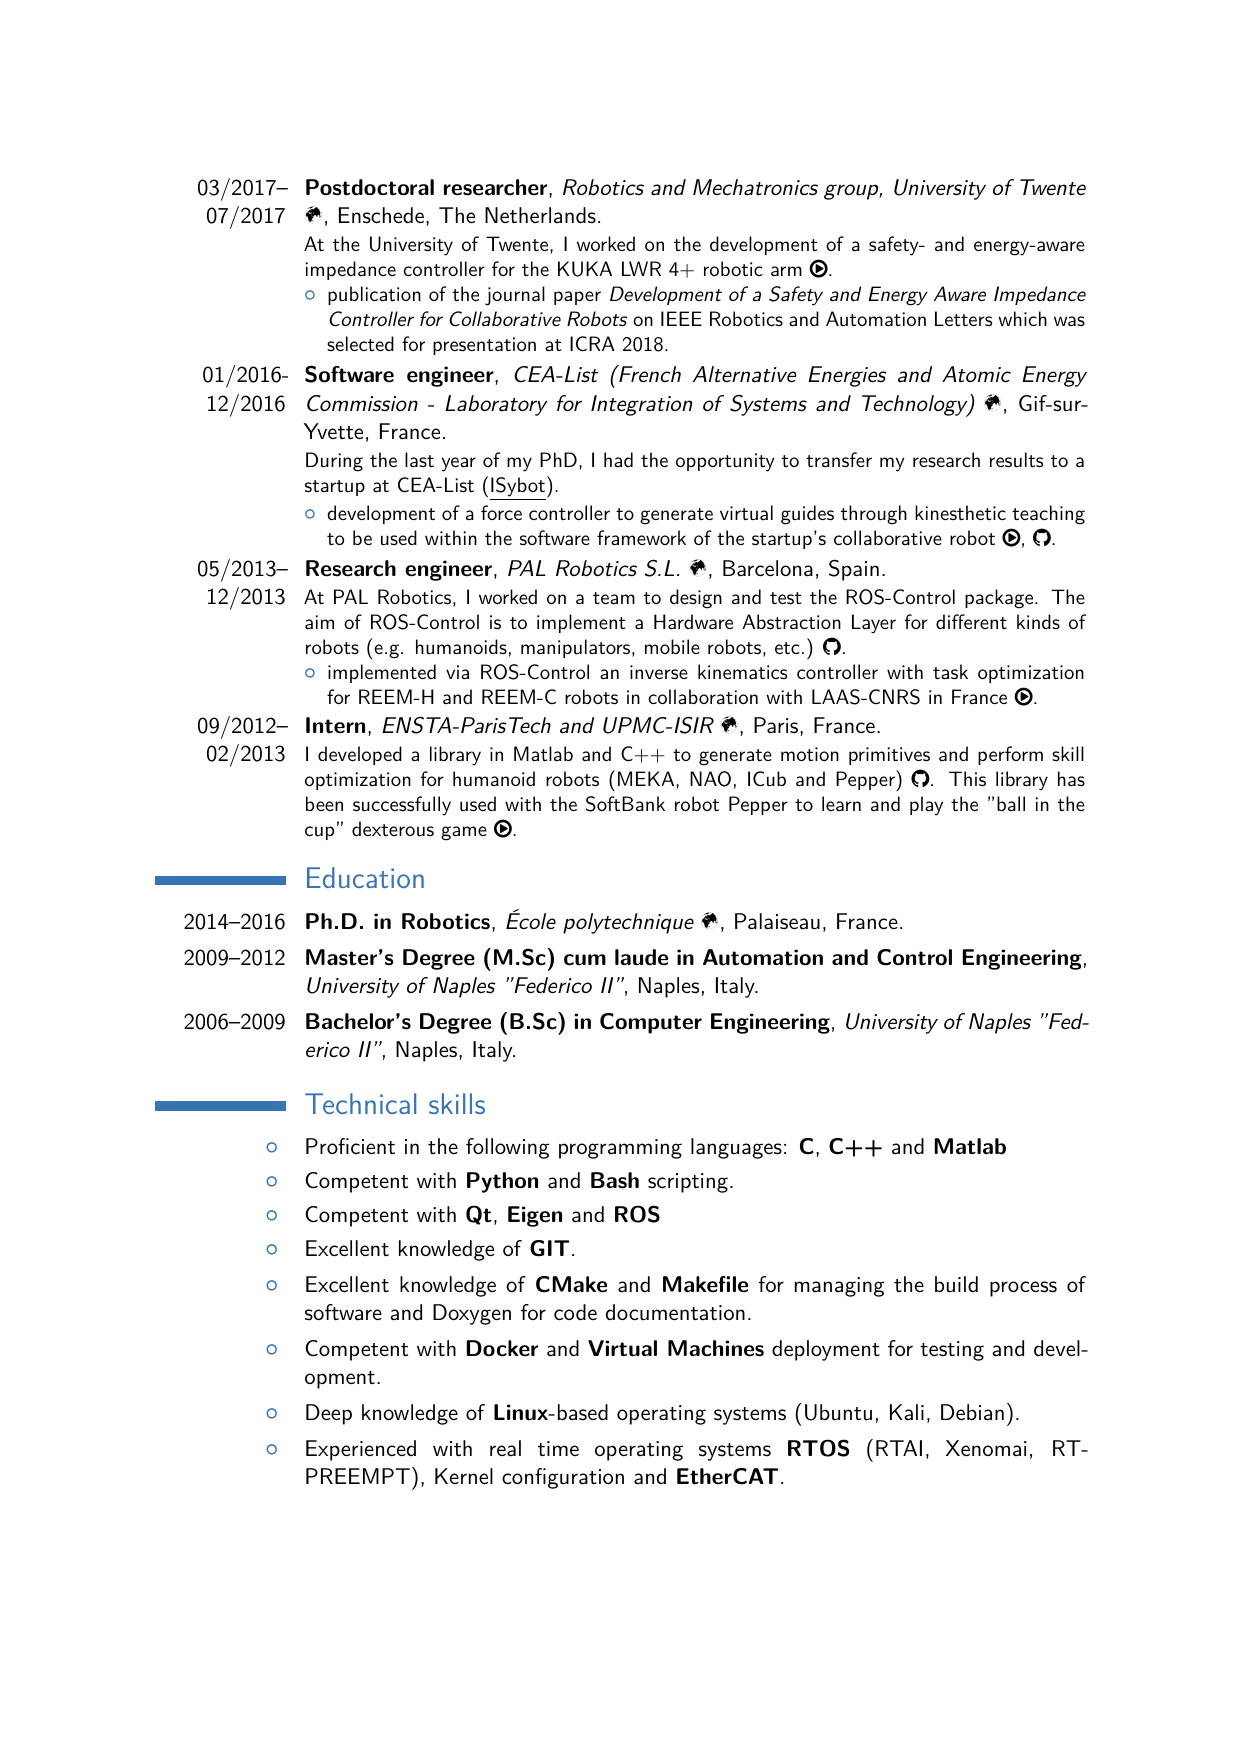 03/2017– Postdoctoral researcher, Robotics and Mechatronics group, University of Twente
07/2017 , Enschede, The Netherlands.
At the University of Twente, I worked on the development of a safety- and energy-aware
impedance controller for the KUKA LWR 4+ robotic arm .
○ publication of the journal paper Development of a Safety and Energy Aware Impedance
Controller for Collaborative Robots on IEEE Robotics and Automation Letters which was
selected for presentation at ICRA 2018.
01/2016- Software engineer, CEA-List (French Alternative Energies and Atomic Energy
12/2016 Commission - Laboratory for Integration of Systems and Technology) , Gif-sur-
Yvette, France.
During the last year of my PhD, I had the opportunity to transfer my research results to a
startup at CEA-List (ISybot).
○ development of a force controller to generate virtual guides through kinesthetic teaching
to be used within the software framework of the startup's collaborative robot , .
05/2013– Research engineer, PAL Robotics S.L. , Barcelona, Spain.
12/2013 At PAL Robotics, I worked on a team to design and test the ROS-Control package. The
aim of ROS-Control is to implement a Hardware Abstraction Layer for different kinds of
robots (e.g. humanoids, manipulators, mobile robots, etc.) .
○ implemented via ROS-Control an inverse kinematics controller with task optimization
for REEM-H and REEM-C robots in collaboration with LAAS-CNRS in France .
09/2012– Intern, ENSTA-ParisTech and UPMC-ISIR , Paris, France.
02/2013 I developed a library in Matlab and C++ to generate motion primitives and perform skill
optimization for humanoid robots (MEKA, NAO, ICub and Pepper) . This library has
been successfully used with the SoftBank robot Pepper to learn and play the ”ball in the
cup” dexterous game .
Education
2014–2016 Ph.D. in Robotics, École polytechnique , Palaiseau, France.
2009–2012 Master's Degree (M.Sc) cum laude in Automation and Control Engineering,
University of Naples ”Federico II”, Naples, Italy.
2006–2009 Bachelor's Degree (B.Sc) in Computer Engineering, University of Naples ”Fed-
erico II”, Naples, Italy.
Technical skills
○ Proficient in the following programming languages: C, C++ and Matlab
○ Competent with Python and Bash scripting.
○ Competent with Qt, Eigen and ROS
○ Excellent knowledge of GIT.
○ Excellent knowledge of CMake and Makefile for managing the build process of
software and Doxygen for code documentation.
○ Competent with Docker and Virtual Machines deployment for testing and devel-
opment.
○ Deep knowledge of Linux-based operating systems (Ubuntu, Kali, Debian).
○ Experienced with real time operating systems RTOS (RTAI, Xenomai, RT-
PREEMPT), Kernel configuration and EtherCAT.